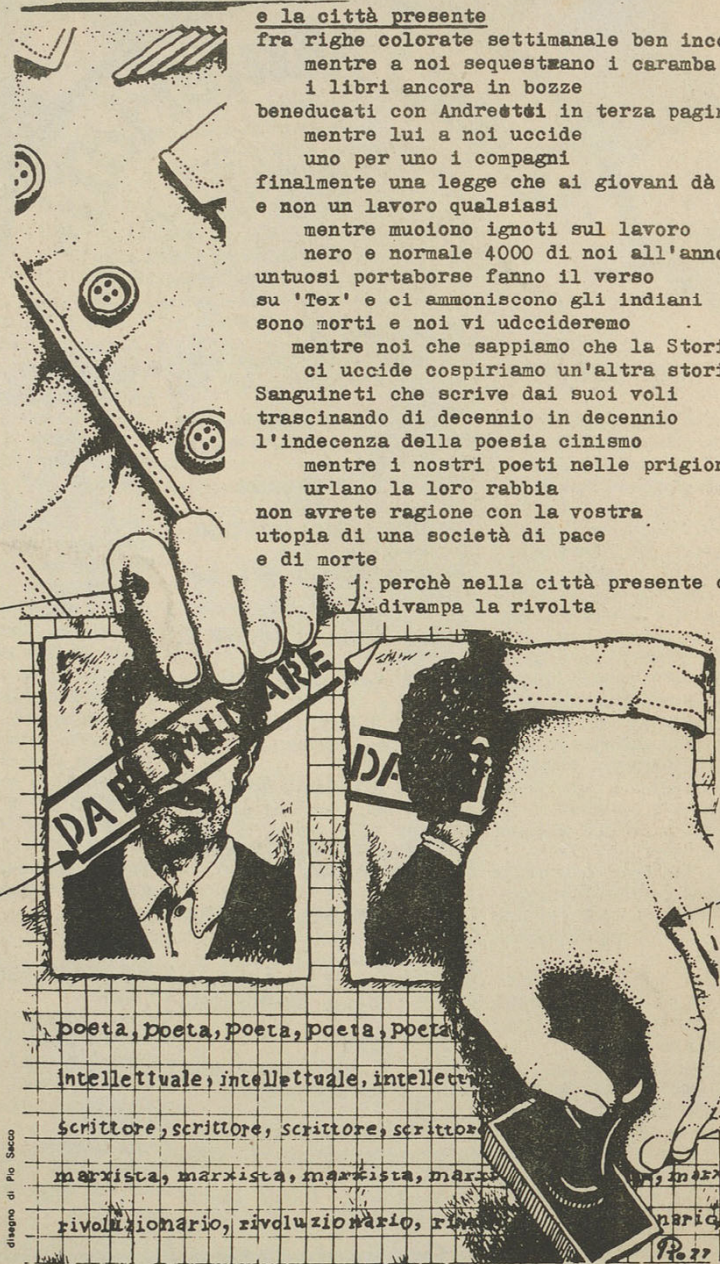 e la città presente
fra righe colorate settimanale ben
mentre a noi sequestrano i caramba
i libri ancora in bozze
beneducati con Andreotti in terza
mentre lui a noi uccide
uno per uno i compagni
finalmente una legge che ai giovani dà
e non un lavoro qualsiasi
mentre muoiono ignoti sul lavoro
nero e normale 4000 di noi all'anno
untuosi portaborse fanno il verso
su 'Tex' e ci ammoniscono gli indiani
sono morti e noi vi udccideremo
mentre noi che sappiamo che la Stori
ci uccide cospiriamo un'altra stori
Sanguineti che scrive dai suoi voli
trascinando di decennio in decennio
l'indecenza della poesia cinismo
mentre i nostri poeti nelle prigion
urlano la loro rabbia
non avrete ragione con la vostra
utopia di una società di pace
e di morte
perchè nella città presente
divampa la rivolta
DA ELIMINARE
DA
poeta, poeta, poeta, poeta, poeta
intellettuale, intellettuale, intellett
scrittore, scrittore, scrittore, scrittore
marxista, marxista, marxista, mar
rivoluzionario, rivoluzionario, ri
disegno di Pio Sacco